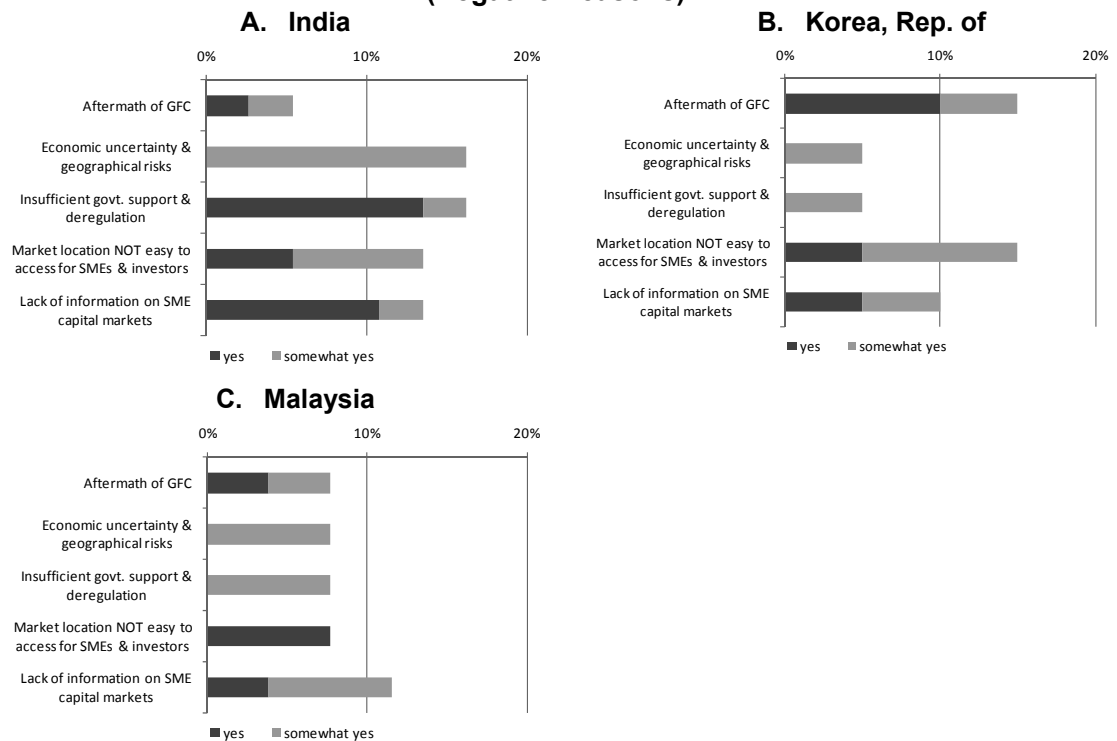 A. India
0% 10% 20%
Aftermath of GFC
Economic uncertainty &
geographical risks
Insufficient govt. support &
deregulation
Market location NOT easy to
access for SMEs & investors
Lack of information on SME
capital markets
yes somewhat yes
B. Korea, Rep. of
0% 10% 20%
Aftermath of GFC
Economic uncertainty &
geographical risks
Insufficient govt. support &
deregulation
Market location NOT easy to
access for SMEs & investors
Lack of information on SME
capital markets
yes somewhat yes
C. Malaysia
0% 10% 20%
Aftermath of GFC
Economic uncertainty &
geographical risks
Insufficient govt. support &
deregulation
Market location NOT easy to
access for SMEs & investors
Lack of information on SME
capital markets
yes somewhat yes